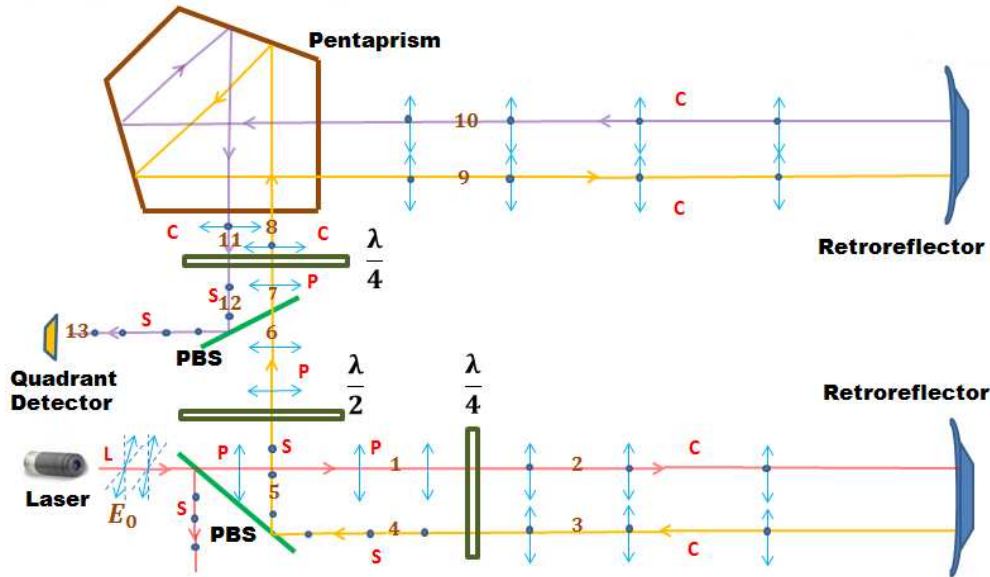 Pentaprism
C
10
9
C
Retroreflector
C
11
8
C
λ/4
S
12
7
P
13
S
6
PBS
P
Quadrant
Detector
λ/2
λ/4
Retroreflector
L
P
S
P
1
C
2
Laser
E₀
S
5
PBS
4
S
3
C